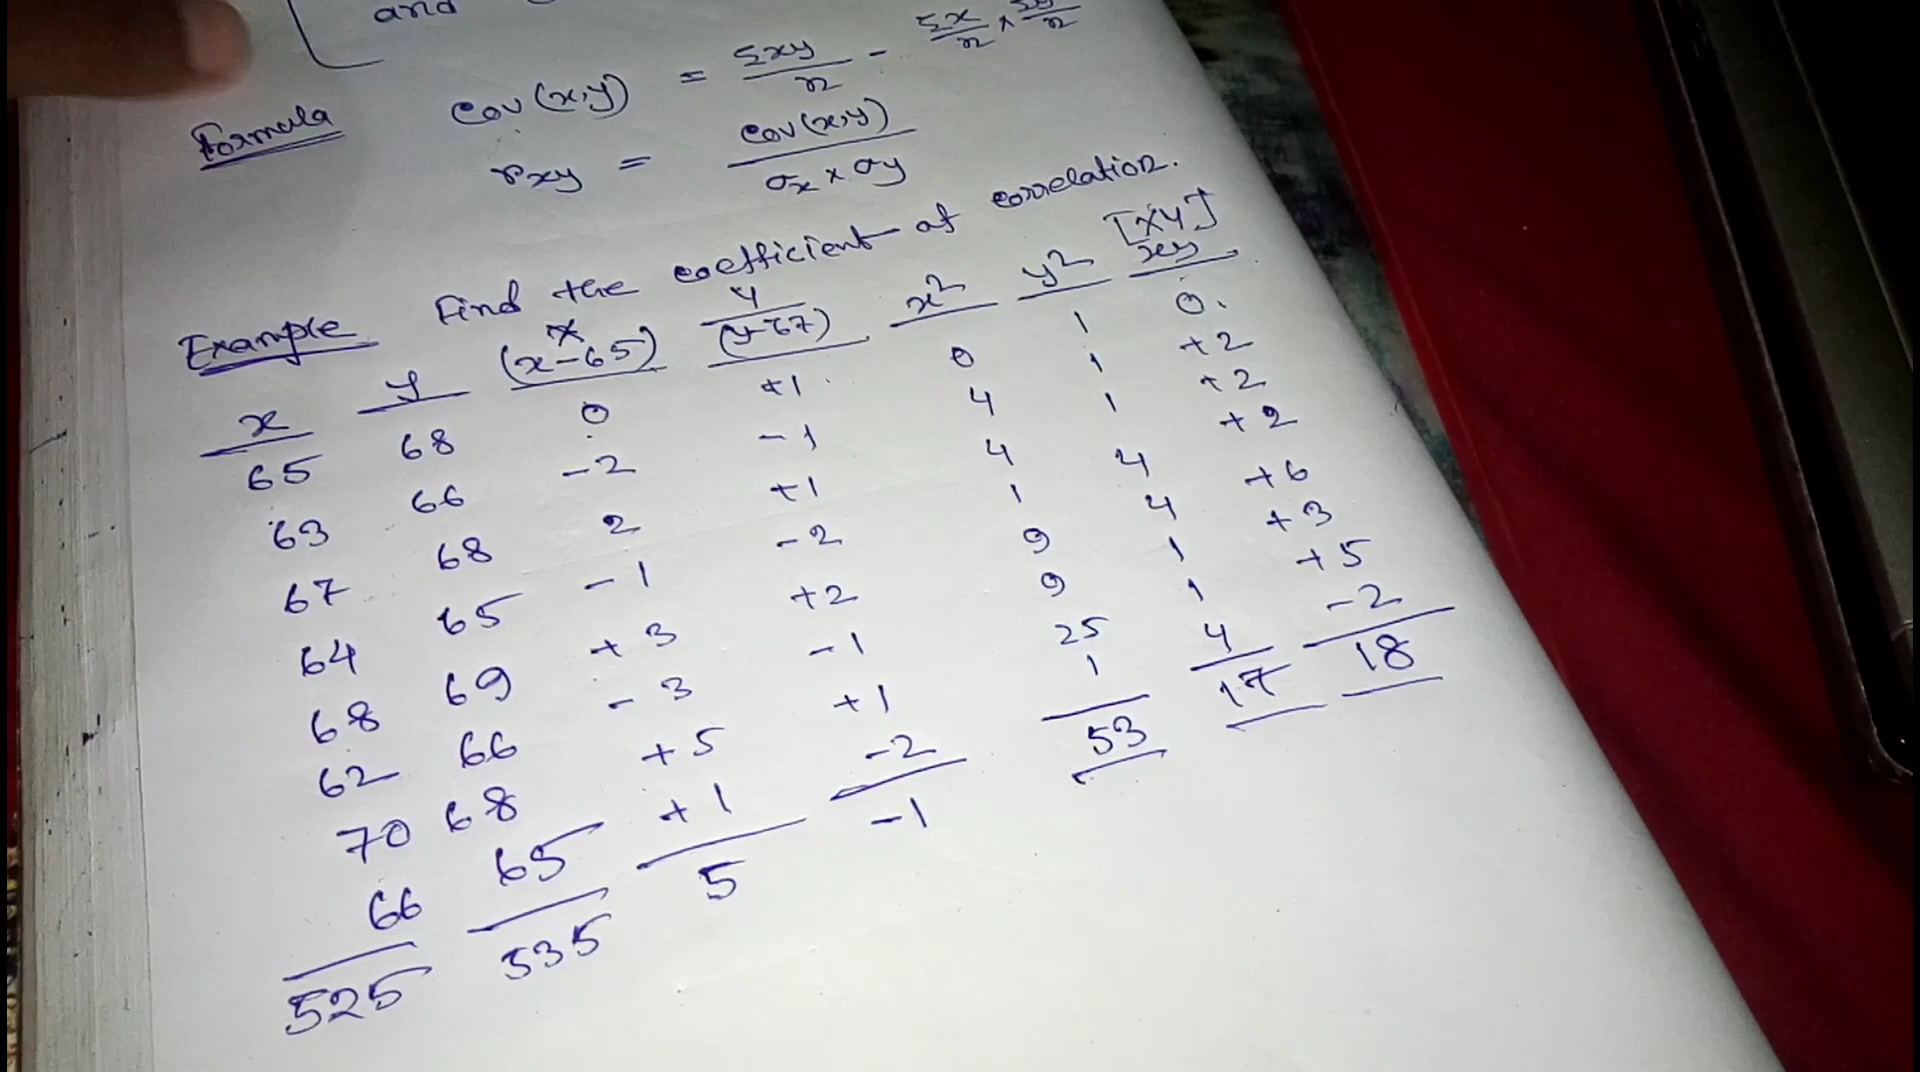 and
Formula cov(x,y) = Σxy/n - Σx/n × Σy/n
rxy = cov(x,y)/σx × σy
Example Find the coefficient of correlation.
x y X (x-65) Y (y-67) x² y² [XY] xy
65 68 0 +1 0 1 0.
63 66 -2 -1 4 1 +2
67 68 2 +1 4 1 +2
64 65 -1 -2 1 4 +2
68 69 +3 +2 9 4 +6
62 66 -3 -1 9 1 +3
70 68 +5 +1 25 1 +5
66 65 +1 -2 1 4 -2
525 535 5 -1 53 17 18